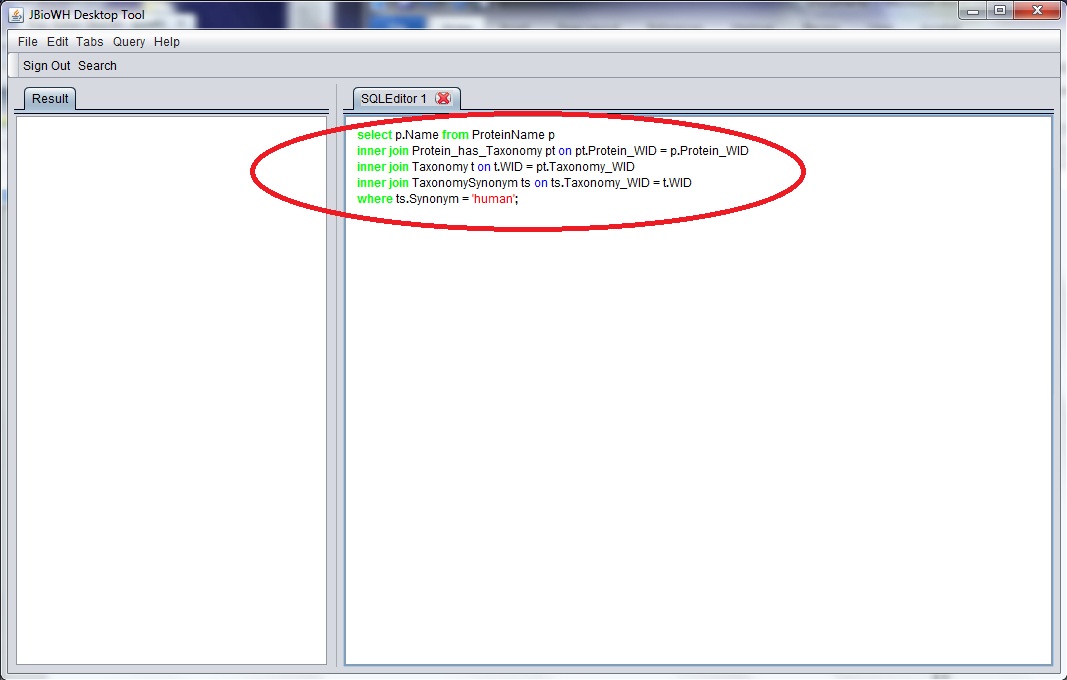 JBioWH Desktop Tool
File Edit Tabs Query Help
Sign Out Search
Result
SQLEditor 1
select p.Name from ProteinName p
inner join Protein_has_Taxonomy pt on pt.Protein_WID = p.Protein_WID
inner join Taxonomy t on t.WID = pt.Taxonomy_WID
inner join TaxonomySynonym ts on ts.Taxonomy_WID = t.WID
where ts.Synonym = 'human';